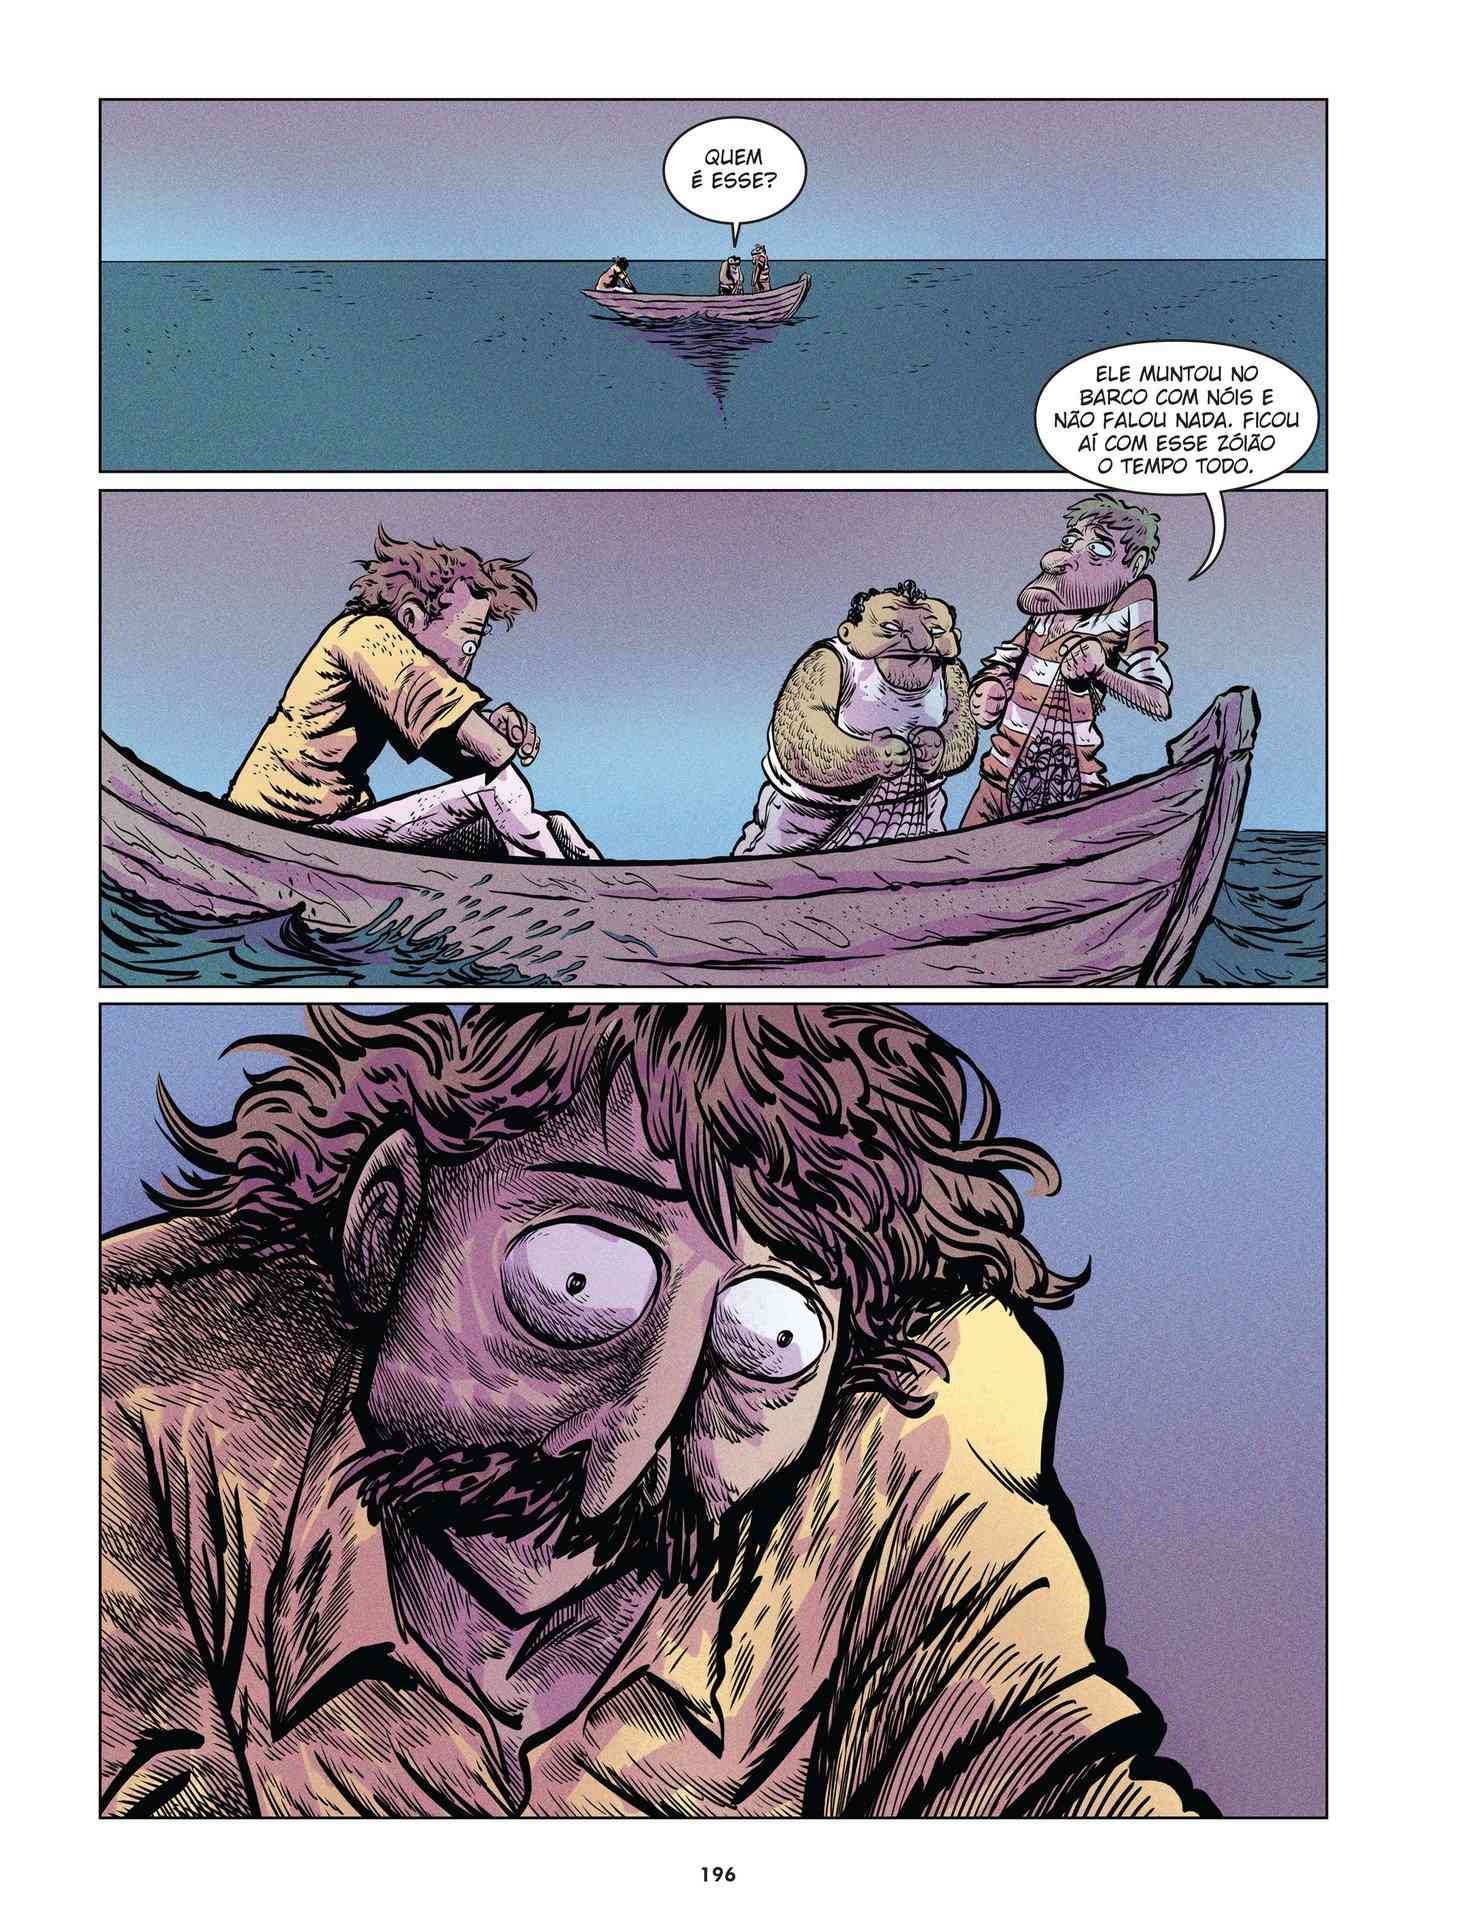 QUEM
É ESSE?
ELE MUNTOU NO
BARCO COM NÓIS E
NÃO FALOU NADA. FICOU
AÍ COM ESSE ZÓIÃO
O TEMPO TODO.
196